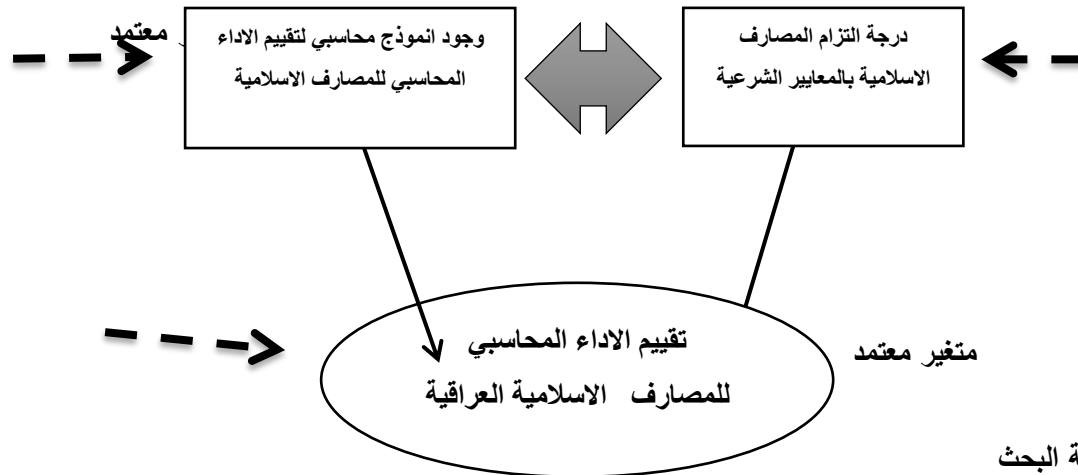 درجة التزام المصارف
الاسلامية بالمعايير الشرعية
وجود انموذج محاسبي لتقييم الاداء
المحاسبي للمصارف الاسلامية
معتمد
تقييم الاداء المحاسبي
للمصارف الاسلامية العراقية
متغير معتمد
البحث